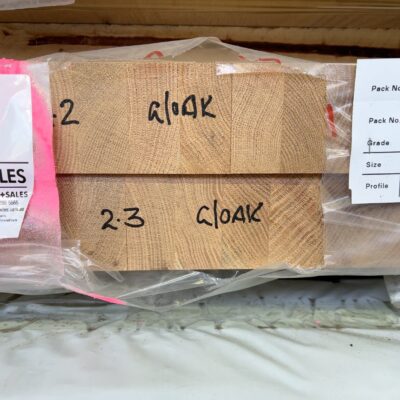 .2 a/OAK
2.3 a/OAK
LES
+SALES
Pack No
Pack No.
Grade
Size
Profile